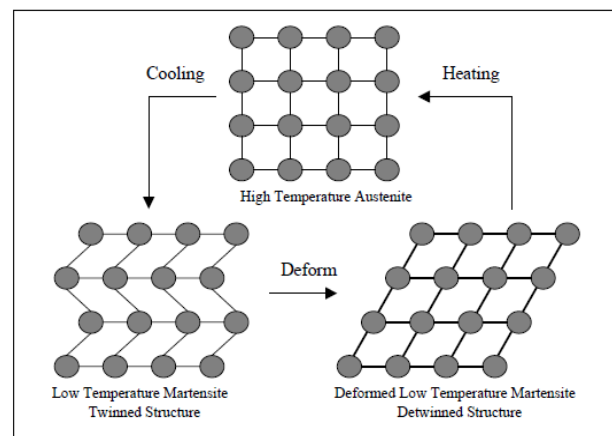 Cooling
Heating
High Temperature Austenite
Deform
Low Temperature Martensite
Twinned Structure
Deformed Low Temperature Martensite
Detwinned Structure